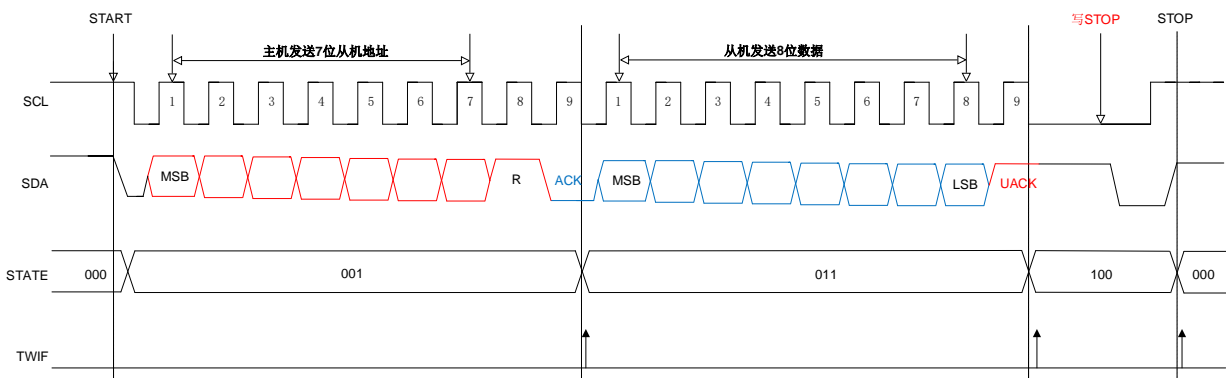 START
写STOP
STOP
主机发送7位从机地址
从机发送8位数据
SCL
1 2 3 4 5 6 7 8 9 1 2 3 4 5 6 7 8 9
SDA
MSB R ACK MSB LSB UACK
STATE
000 001 011 100 000
TWIF